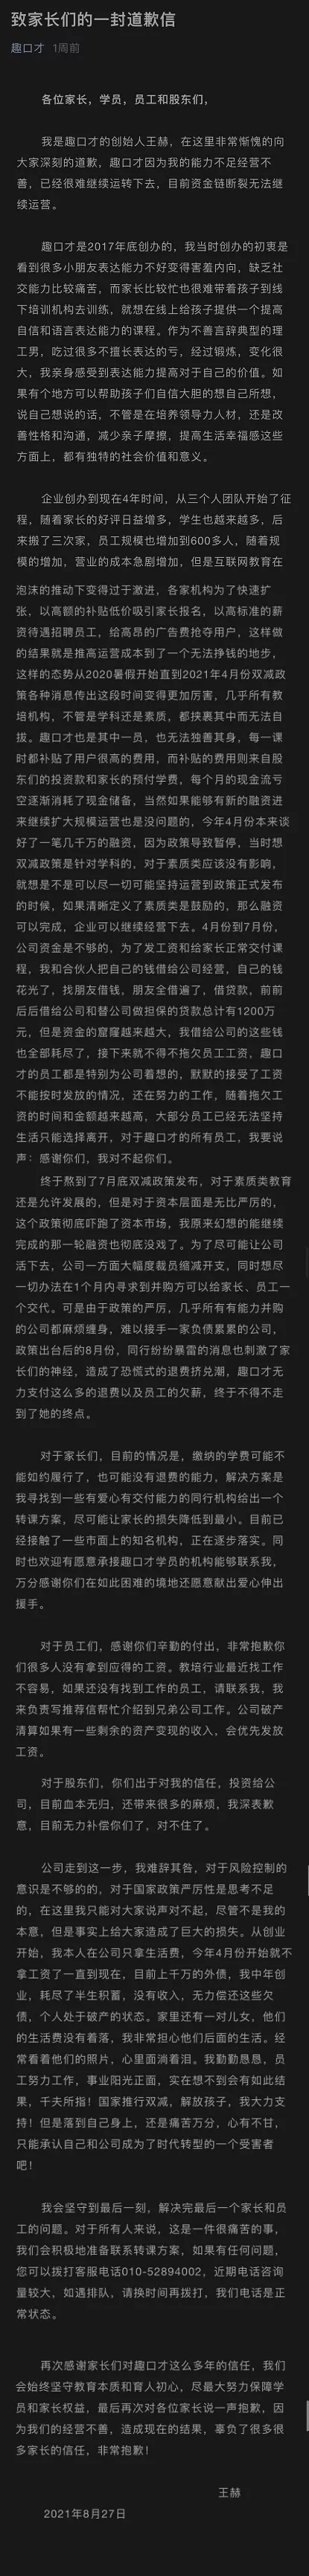 致家长们的一封道歉信
趣口才 1周前
各位家长，学员，员工和股东们，
我是趣口才的创始人王赫，在这里非常惭愧的向
大家深刻的道歉，趣口才因为我的能力不足经营不
善，已经很难继续运转下去，目前资金链断裂无法继
续运营。
趣口才是2017年底创办的，我当时创办的初衷是
看到很多小朋友表达能力不好变得害羞内向，缺乏社
交能力比较痛苦，而家长比较忙也很难带着孩子到线
下培训机构去训练，就想在线上给孩子提供一个提高
自信和语言表达能力的课程。作为不善言辞典型的理
工男，吃过很多不擅长表达的亏，经过锻炼，变化很
大，我亲身感受到表达能力提高对于自己的价值。如
果有个地方可以帮助孩子们自信大胆的想自己所想，
说自己想说的话，不管是在培养领导力人材，还是改
善性格和沟通，减少亲子摩擦，提高生活幸福感这些
方面上，都有独特的社会价值和意义。
企业创办到现在4年时间，从三个人团队开始了征
程，随着家长的好评日益增多，学生也越来越多，后
来搬了三次家，员工规模也增加到600多人，随着规
模的增加，营业的成本急剧增加，但是互联网教育在
泡沫的推动下变得过于激进，各家机构为了快速扩
张，以高额的补贴低价吸引家长报名，以高标准的薪
资待遇招聘员工，给高昂的广告费抢夺用户，这样做
的结果就是推高运营成本到了一个无法挣钱的地步，
这样的态势从2020暑假开始直到2021年4月份双减政
策各种消息传出这段时间变得更加厉害，几乎所有教
培机构，不管是学科还是素质，都挟裹其中而无法自
拔。趣口才也是其中一员，也无法独善其身，每一课
时都补贴了用户很高的费用，而补贴的费用则来自股
东们的投资款和家长的预付学费，每个月的现金流亏
空逐渐消耗了现金储备，当然如果能够有新的融资进
来继续扩大规模运营也是没问题的，今年4月份本来谈
好了一笔几千万的融资，因为政策导致暂停，当时想
双减政策是针对学科的、对于素质类应该没有影响，
就想是不是可以尽一切可能坚持运营到政策正式发布
的时候，如果清晰定义了素质类是鼓励的，那么融资
可以完成，企业可以继续经营下去。4月份到7月份，
公司资金是不够的，为了发工资和给家长正常交付课
程，我和合伙人把自己的钱借给公司经营，自己的钱
花光了，找朋友借钱，朋友全借遍了，借贷款，前前
后后借给公司和替公司做担保的贷款总计有1200万
元，但是资金的窟窿越来越大，我借给公司的这些钱
也全部耗尽了，接下来就不得不拖欠员工工资，趣口
才的员工都是特别为公司着想的，默默的接受了工资
不能按时发放的情况，还在努力的工作，随着拖欠工
资的时间和金额越来越高，大部分员工已经无法坚持
生活只能选择离开，对于趣口才的所有员工，我要说
声：感谢你们，我对不起你们。
终于熬到了7月底双减政策发布，对于素质类教育
还是允许发展的，但是对于资本层面是无比严厉的，
这个政策彻底吓跑了资本市场，我原来幻想的能继续
完成的那一轮融资也彻底没戏了。为了尽可能让公司
活下去，公司一方面大幅度裁员缩减开支，同时想尽
一切办法在1个月内寻求到并购方可以给家长、员工一
个交代。可是由于政策的严厉，几乎所有有能力并购
的公司都麻烦缠身，难以接手一家负债累累的公司，
政策出台后的8月份，同行纷纷暴雷的消息也刺激了家
长们的神经，造成了恐慌式的退费挤兑潮，趣口才无
力支付这么多的退费以及员工的欠薪，终于不得不走
到了她的终点。
对于家长们，目前的情况是，缴纳的学费可能不
能如约履行了，也可能没有退费的能力，解决方案是
我寻找到一些有爱心有交付能力的同行机构给出一个
转课方案，尽可能让家长的损失降低到最小。目前已
经接触了一些市面上的知名机构，正在逐步落实。同
时也欢迎有愿意承接趣口才学员的机构能够联系我，
万分感谢你们在如此困难的境地还愿意献出爱心伸出
援手。
对于员工们，感谢你们辛勤的付出，非常抱歉你
们很多人没有拿到应得的工资。教培行业最近找工作
不容易，如果还没有找到工作的员工，请联系我，我
来负责写推荐信帮忙介绍到兄弟公司工作。公司破产
清算如果有一些剩余的资产变现的收入，会优先发放
工资。
对于股东们，你们出于对我的信任，投资给公
司，目前血本无归，还带来很多的麻烦，我深表歉
意，目前无力补偿你们了，对不住了。
公司走到这一步，我难辞其咎，对于风险控制的
意识是不够的，对于国家政策严厉性是思考不足
的，在这里我只能对大家说声对不起，尽管不是我的
本意，但是事实上给大家造成了巨大的损失。从创业
开始，我本人在公司只拿生活费，今年4月份开始就不
拿工资了一直到现在，目前上千万的外债，我中年创
业，耗尽了半生积蓄，没有收入，无力偿还这些欠
债，个人处于破产的状态。家里还有一对儿女，他们
的生活费没有着落，我非常担心他们后面的生活。经
常看着他们的照片，心里面淌着泪。我勤勤恳恳，员
工努力工作，事业阳光正面，实在想不到会有如此结
果，千夫所指！国家推行双减，解放孩子，我大力支
持！但是落到自己身上，还是痛苦万分，心有不甘，
只能承认自己和公司成为了时代转型的一个受害者
吧！
我会坚守到最后一刻，解决完最后一个家长和员
工的问题。对于所有人来说，这是一件很痛苦的事，
我们会积极地准备联系转课方案，如果有任何问题，
您可以拨打客服电话010-52894002，近期电话咨询
量较大，如遇排队，请换时间再拨打，我们电话是正
常状态。
再次感谢家长们对趣口才这么多年的信任，我们
会始终坚守教育本质和育人初心，尽最大努力保障学
员和家长权益，最后再次对各位家长说一声抱歉，因
为我们的经营不善，造成现在的结果，辜负了很多很
多家长的信任，非常抱歉！
王赫
2021年8月27日